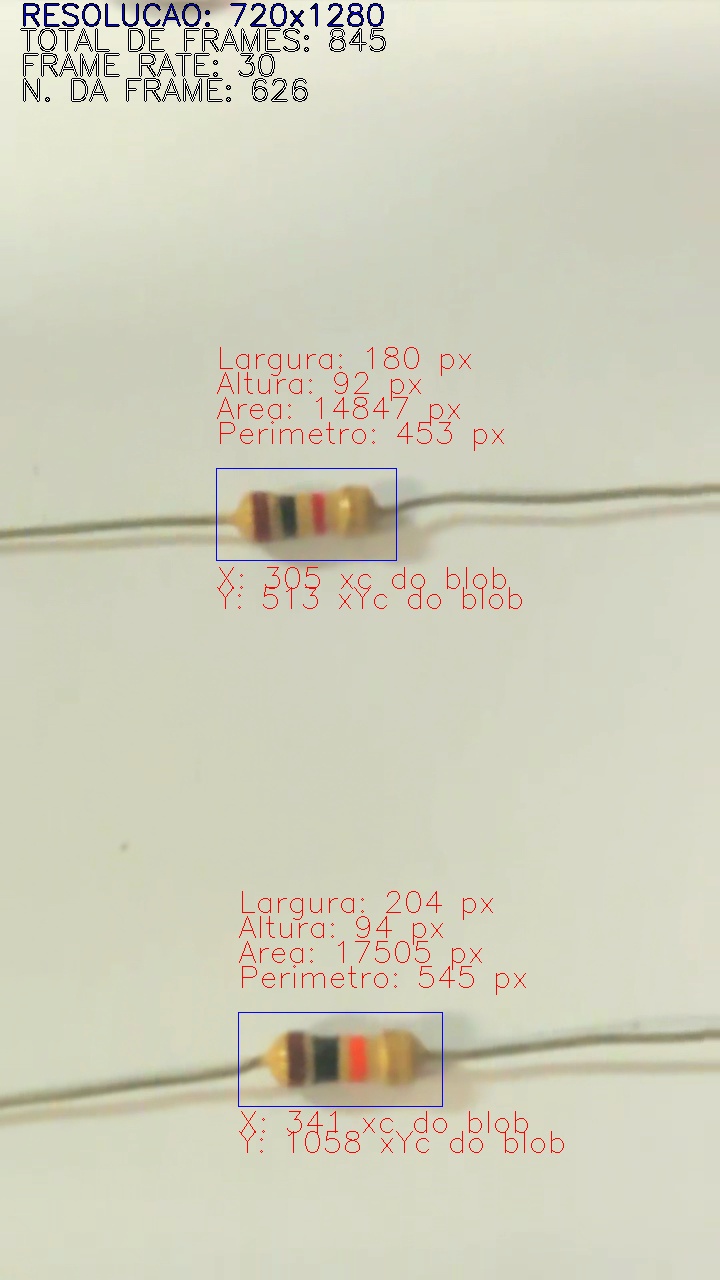 RESOLUCAO: 720x1280
TOTAL DE FRAMES: 845
FRAME RATE: 30
N. DA FRAME: 626
Largura: 180 px
Altura: 92 px
Area: 14847 px
Perimetro: 453 px
X: 305 xc do blob
Y: 513 xYc do blob
Largura: 204 px
Altura: 94 px
Area: 17505 px
Perimetro: 545 px
X: 341 xc do blob
Y: 1058 xYc do blob